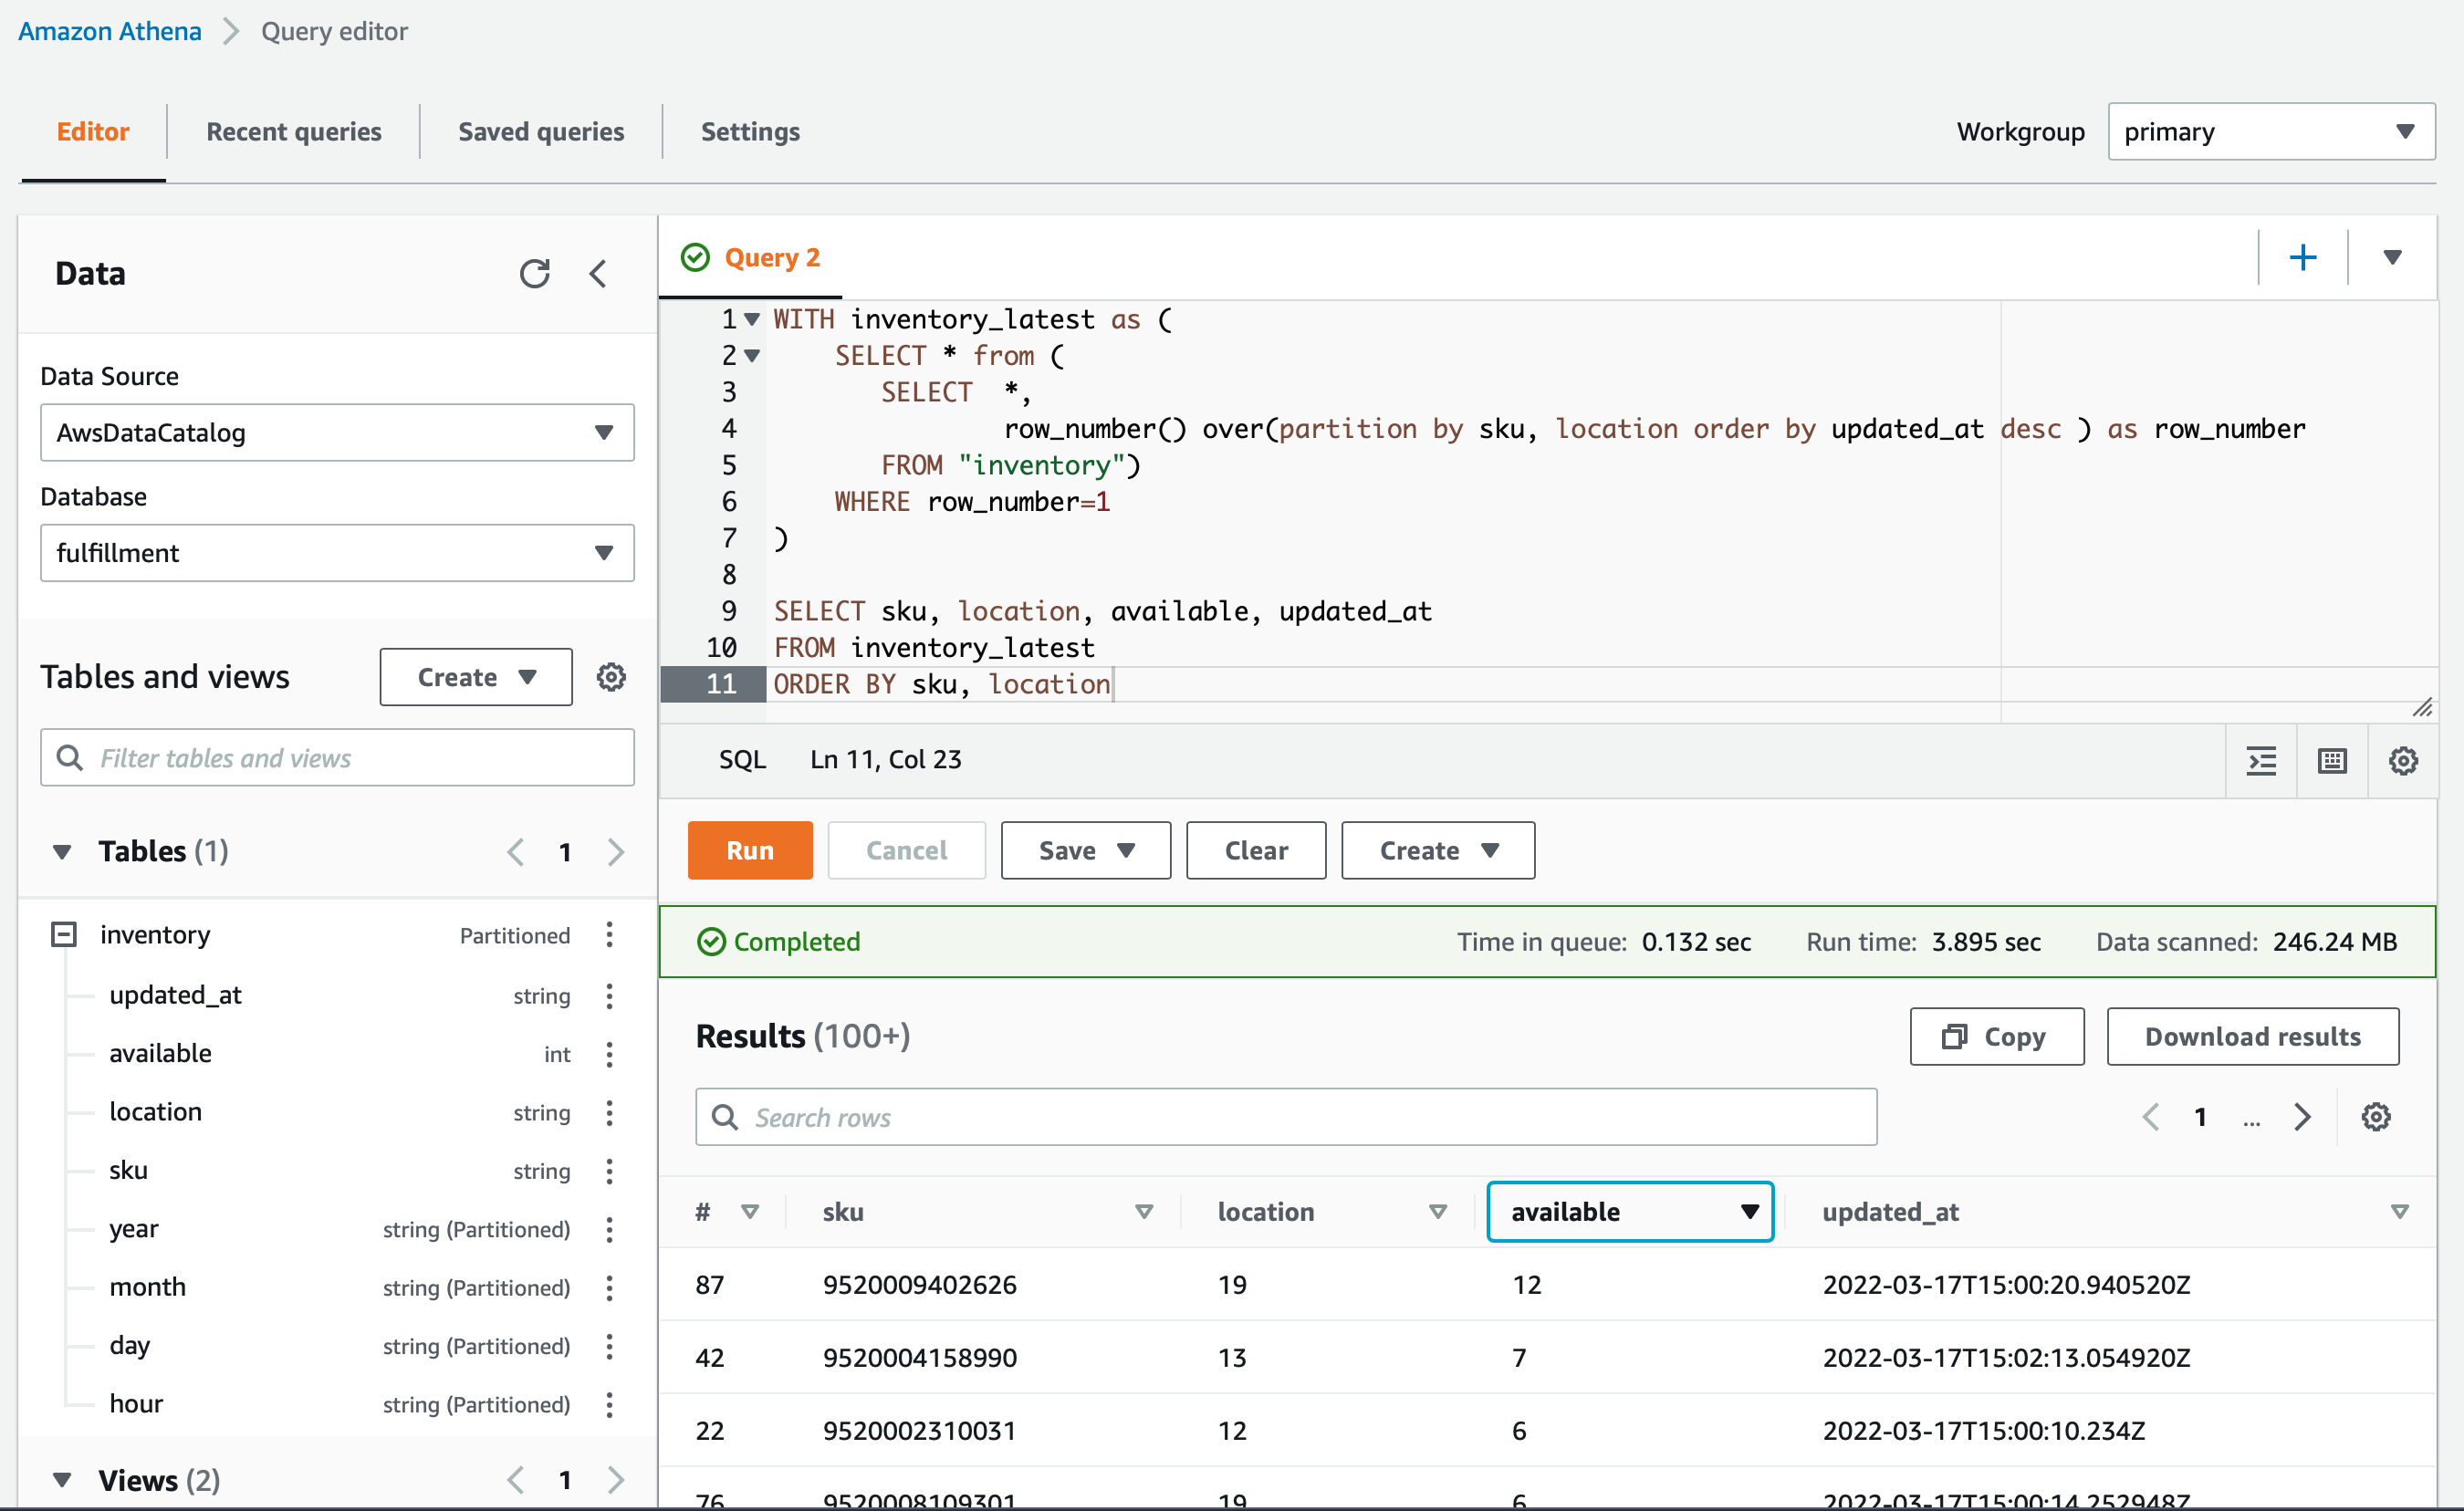 Amazon Athena Query editor
Editor Recent queries Saved queries Settings Workgroup primary
Data
Data Source
AwsDataCatalog
Database
fulfillment
Tables and views Create
Filter tables and views
Tables (1) 1
inventory Partitioned
updated_at string
available int
location string
sku string
year string (Partitioned)
month string (Partitioned)
day string (Partitioned)
hour string (Partitioned)
Views (2) 1
Query 2
1 WITH inventory_latest as (
2 SELECT * from (
3 SELECT *,
4 row_number() over(partition by sku, location order by updated_at desc ) as row_number
5 FROM "inventory")
6 WHERE row_number=1
7 )
8
9 SELECT sku, location, available, updated_at
10 FROM inventory_latest
11 ORDER BY sku, location
SQL Ln 11, Col 23
Run Cancel Save Clear Create
Completed Time in queue: 0.132 sec Run time: 3.895 sec Data scanned: 246.24 MB
Results (100+) Copy Download results
Search rows 1 ...
# sku location available updated_at
87 9520009402626 19 12 2022-03-17T15:00:20.940520Z
42 9520004158990 13 7 2022-03-17T15:02:13.054920Z
22 9520002310031 12 6 2022-03-17T15:00:10.234Z
76 9520008109301 19 6 2022-03-17T15:00:14.252948Z